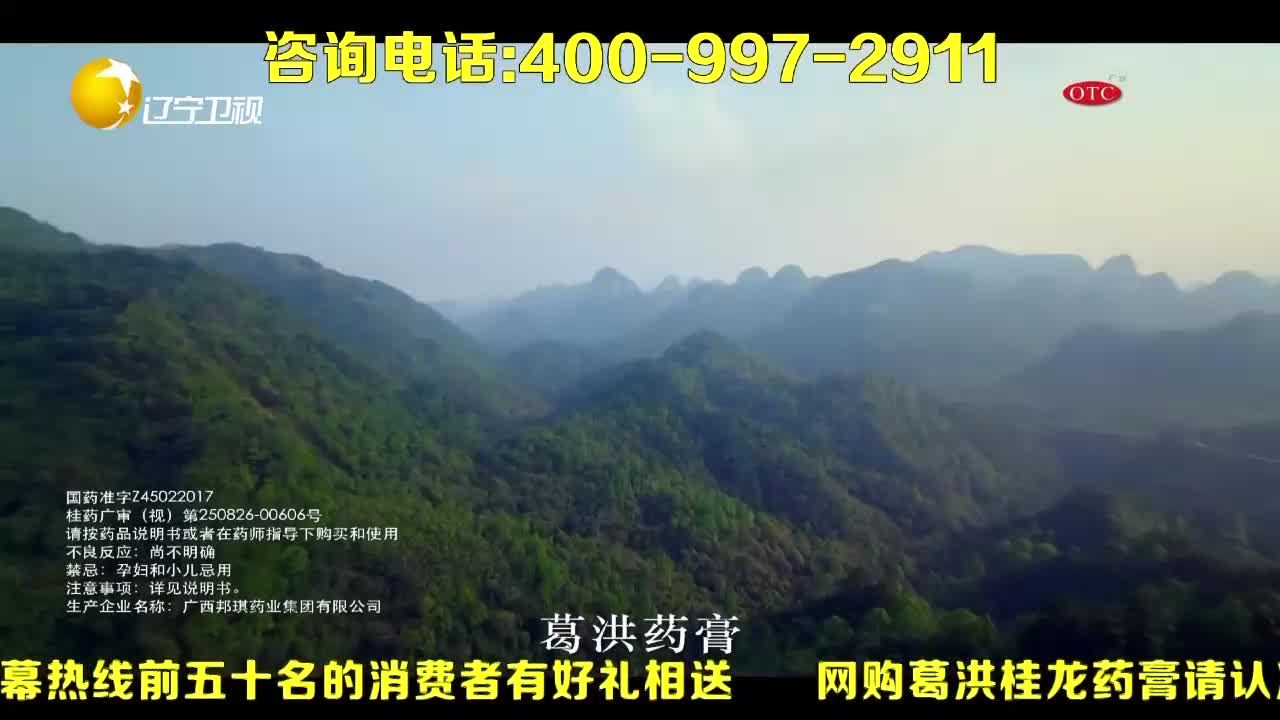 咨询电话:400-997-2911
辽宁卫视
OTC
国药准字Z45022017
桂药广审（视）第250826-00606号
请按药品说明书或者在药师指导下购买和使用
不良反应：尚不明确
禁忌：孕妇和小儿忌用
注意事项：详见说明书。
生产企业名称：广西邦琪药业集团有限公司
葛洪药膏
幕热线前五十名的消费者有好礼相送 网购葛洪桂龙药膏请认